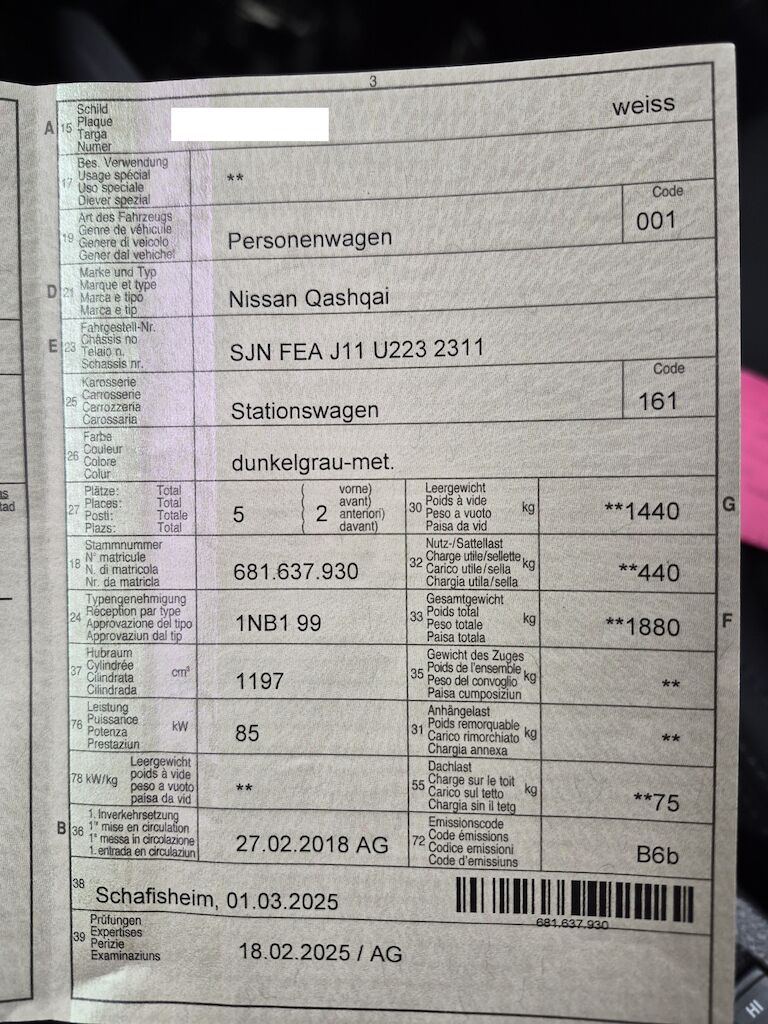 3
A 15 Schild
Plaque
Targa
Numer
weiss
17 Bes. Verwendung
Usage spécial
Uso speciale
Diever spezial
**
19 Art des Fahrzeugs
Genre de véhicule
Genere di veicolo
Gener dal vehichel
Personenwagen
Code
001
D 21 Marke und Typ
Marque et type
Marca e tipo
Marca e tip
Nissan Qashqai
E 23 Fahrgestell-Nr.
Châssis no
Telaio n.
Schassis nr.
SJN FEA J11 U223 2311
25 Karosserie
Carrosserie
Carrozzeria
Carossaria
Stationswagen
Code
161
26 Farbe
Couleur
Colore
Colur
dunkelgrau-met.
27 Plätze: Total
Places: Total
Posti: Totale
Plazs: Total
5
( 2 vorne)
avant)
anteriori)
davant)
30 Leergewicht
Poids à vide
Peso a vuoto
Paisa da vid
kg
**1440
G
18 Stammnummer
N° matricule
N. di matricola
Nr. da matricla
681.637.930
32 Nutz-/Sattellast
Charge utile/sellette
Carico utile/sella
Chargia utila/sella
kg
**440
24 Typengenehmigung
Réception par type
Approvazione del tipo
Approvaziun dal tip
1NB1 99
33 Gesamtgewicht
Poids total
Peso totale
Paisa totala
kg
**1880
F
37 Hubraum
Cylindrée
Cilindrata
Cilindrada
cm³
1197
35 Gewicht des Zuges
Poids de l'ensemble
Peso del convoglio
Paisa cumposiziun
kg
**
76 Leistung
Puissance
Potenza
Prestaziun
kW
85
31 Anhängelast
Poids remorquable
Carico rimorchiato
Chargia annexa
kg
**
78 kW/kg
Leergewicht
poids à vide
peso a vuoto
paisa da vid
**
55 Dachlast
Charge sur le toit
Carico sul tetto
Chargia sin il tetg
kg
**75
B 36 1. Inverkehrsetzung
1re mise en circulation
1a messa in circolazione
1. entrada en circulaziun
27.02.2018 AG
72 Emissionscode
Code émissions
Codice emissioni
Code d'emissiuns
B6b
38
Schafisheim, 01.03.2025
681.637.930
39 Prüfungen
Expertises
Perizie
Examinaziuns
18.02.2025 / AG
HI